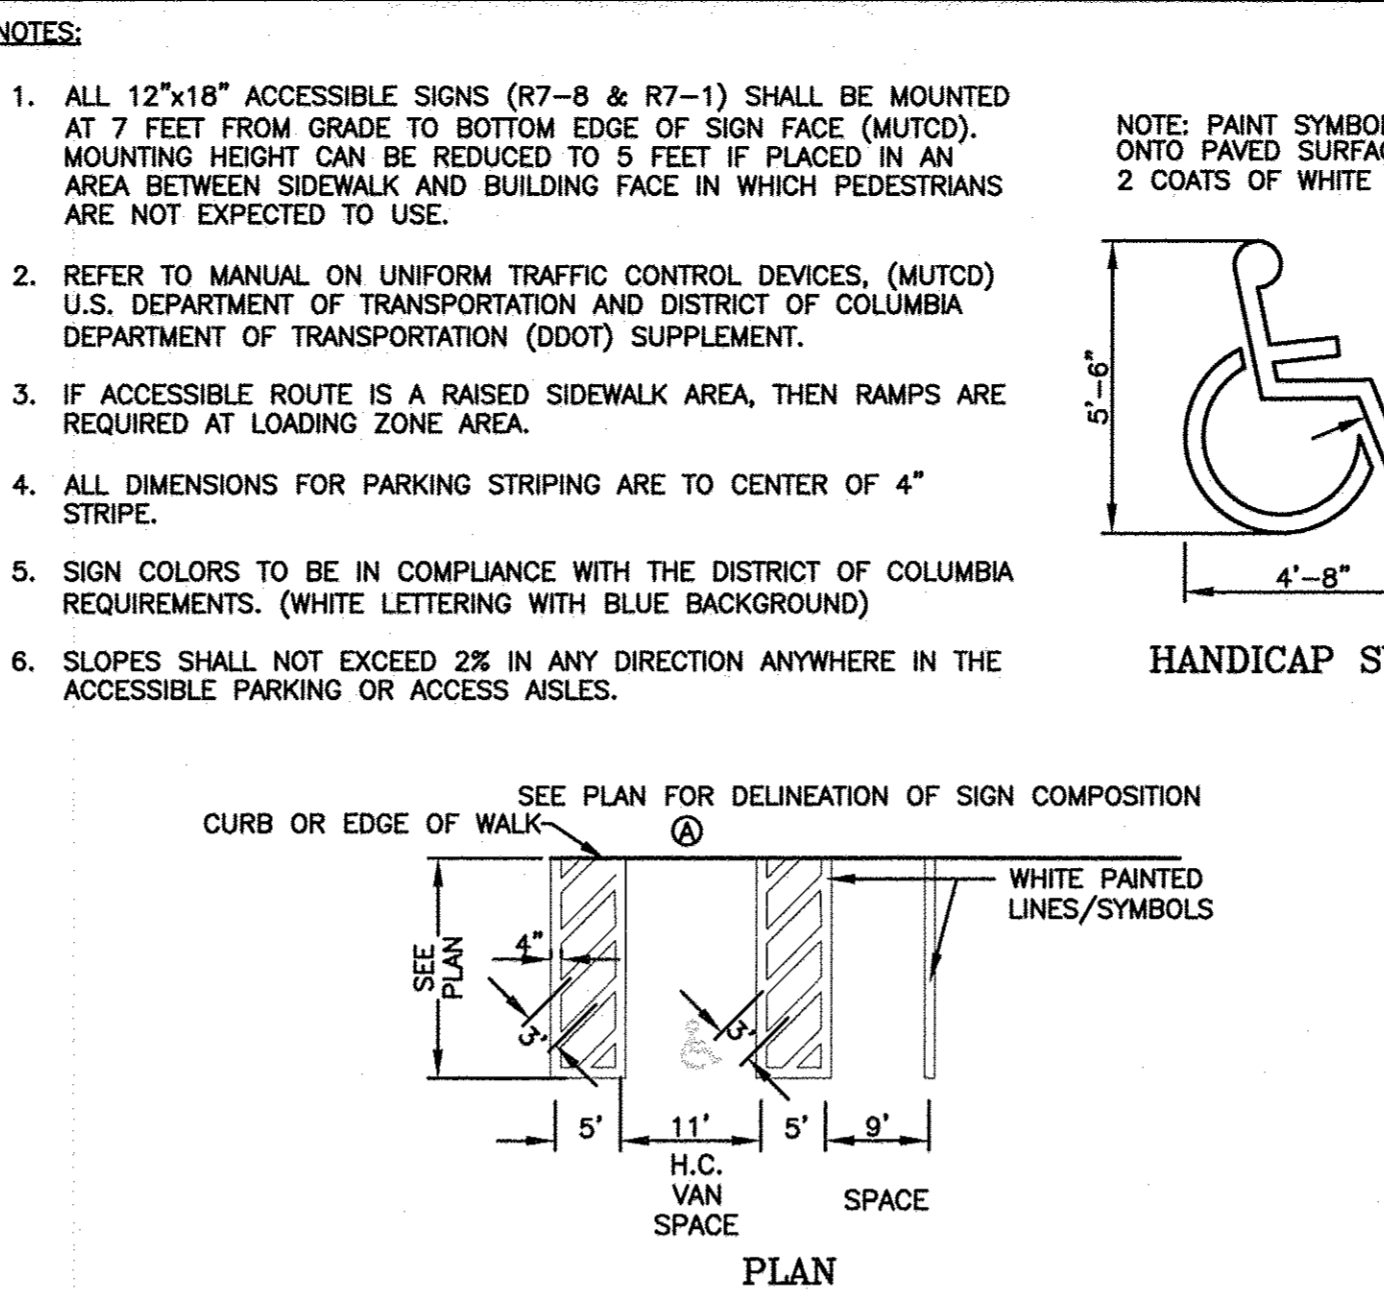 NOTES:
1. ALL 12"x18" ACCESSIBLE SIGNS (R7-8 & R7-1) SHALL BE MOUNTED
AT 7 FEET FROM GRADE TO BOTTOM EDGE OF SIGN FACE (MUTCD).
MOUNTING HEIGHT CAN BE REDUCED TO 5 FEET IF PLACED IN AN
AREA BETWEEN SIDEWALK AND BUILDING FACE IN WHICH PEDESTRIANS
ARE NOT EXPECTED TO USE.
2. REFER TO MANUAL ON UNIFORM TRAFFIC CONTROL DEVICES, (MUTCD)
U.S. DEPARTMENT OF TRANSPORTATION AND DISTRICT OF COLUMBIA
DEPARTMENT OF TRANSPORTATION (DDOT) SUPPLEMENT.
3. IF ACCESSIBLE ROUTE IS A RAISED SIDEWALK AREA, THEN RAMPS ARE
REQUIRED AT LOADING ZONE AREA.
4. ALL DIMENSIONS FOR PARKING STRIPING ARE TO CENTER OF 4"
STRIPE.
5. SIGN COLORS TO BE IN COMPLIANCE WITH THE DISTRICT OF COLUMBIA
REQUIREMENTS. (WHITE LETTERING WITH BLUE BACKGROUND)
6. SLOPES SHALL NOT EXCEED 2% IN ANY DIRECTION ANYWHERE IN THE
ACCESSIBLE PARKING OR ACCESS AISLES.
NOTE: PAINT SYMBOL
ONTO PAVED SURFAC
2 COATS OF WHITE
5'-6"
4'-8"
HANDICAP S
SEE PLAN FOR DELINEATION OF SIGN COMPOSITION
CURB OR EDGE OF WALK
A
WHITE PAINTED
LINES/SYMBOLS
SEE
PLAN
4"
3'
3'
5'
11'
5'
9'
H.C.
VAN
SPACE
SPACE
PLAN